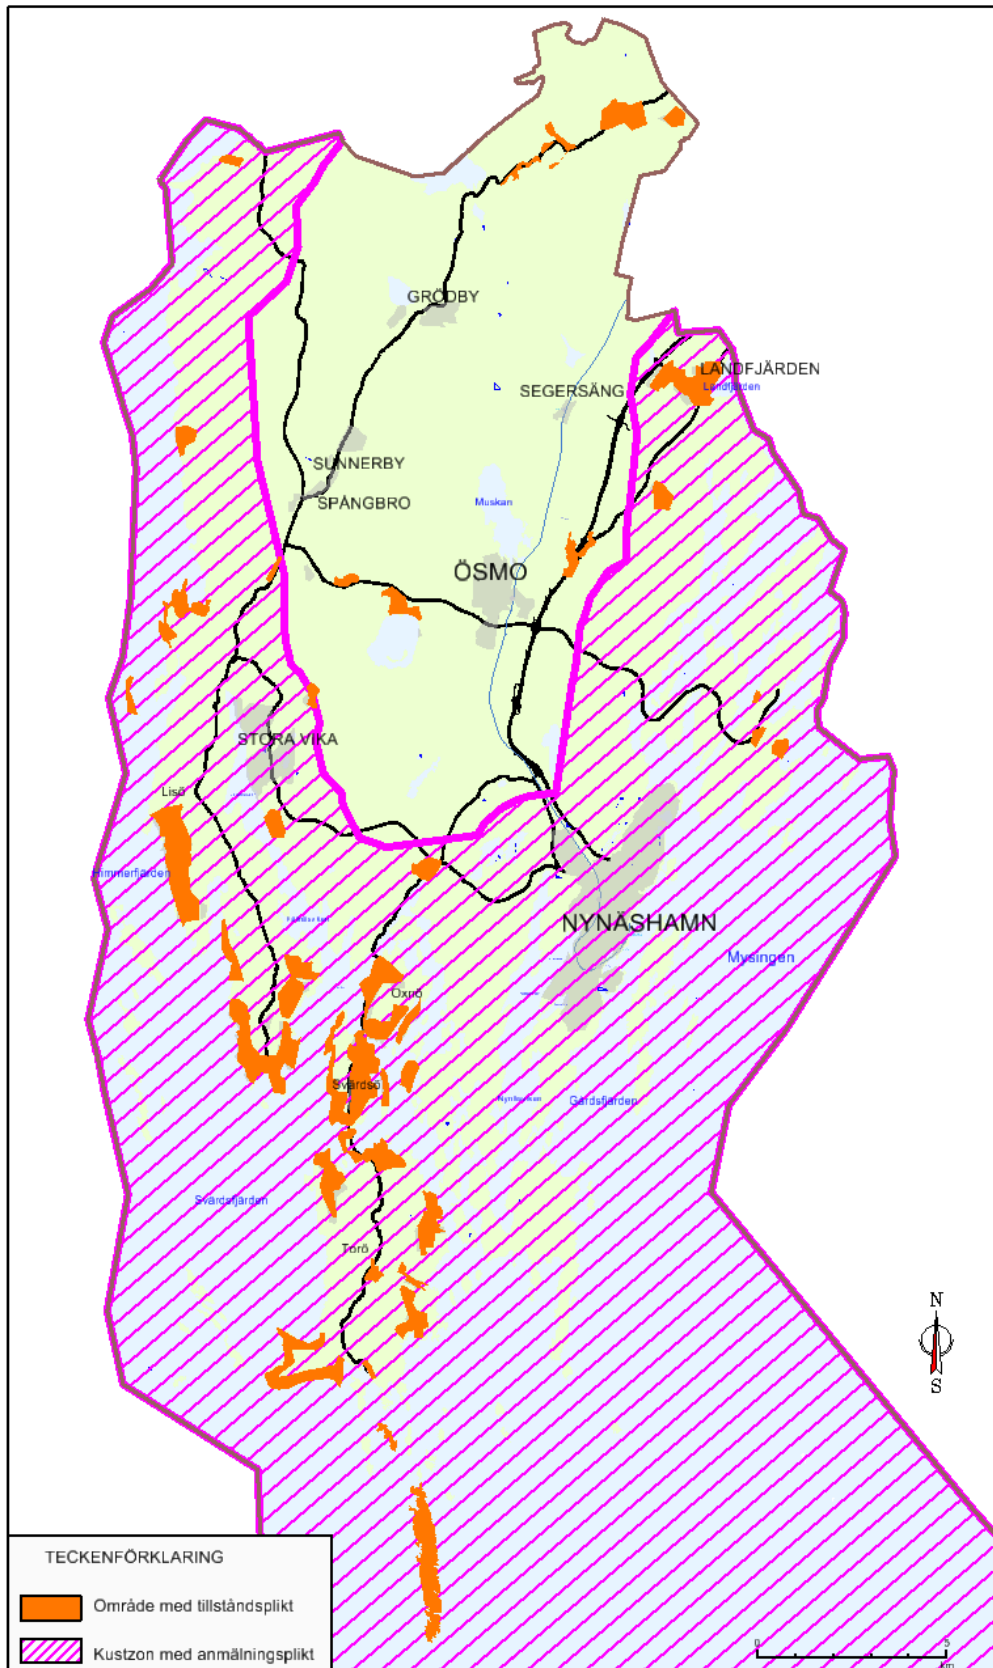 GRÖDBY
LANDFJÄRDEN
Landfjärden
SEGERSÄNG
SUNNERBY
SPÅNGBRO
Muskan
ÖSMO
STORA VIKA
Lisö
Himmerfjärden
NYNÄSHAMN
Mysingen
Oxnö
Svärdsö
Gårdsfjärden
Svärdsfjärden
Torö
N
S
TECKENFÖRKLARING
Område med tillståndsplikt
Kustzon med anmälningsplikt
0 5
km